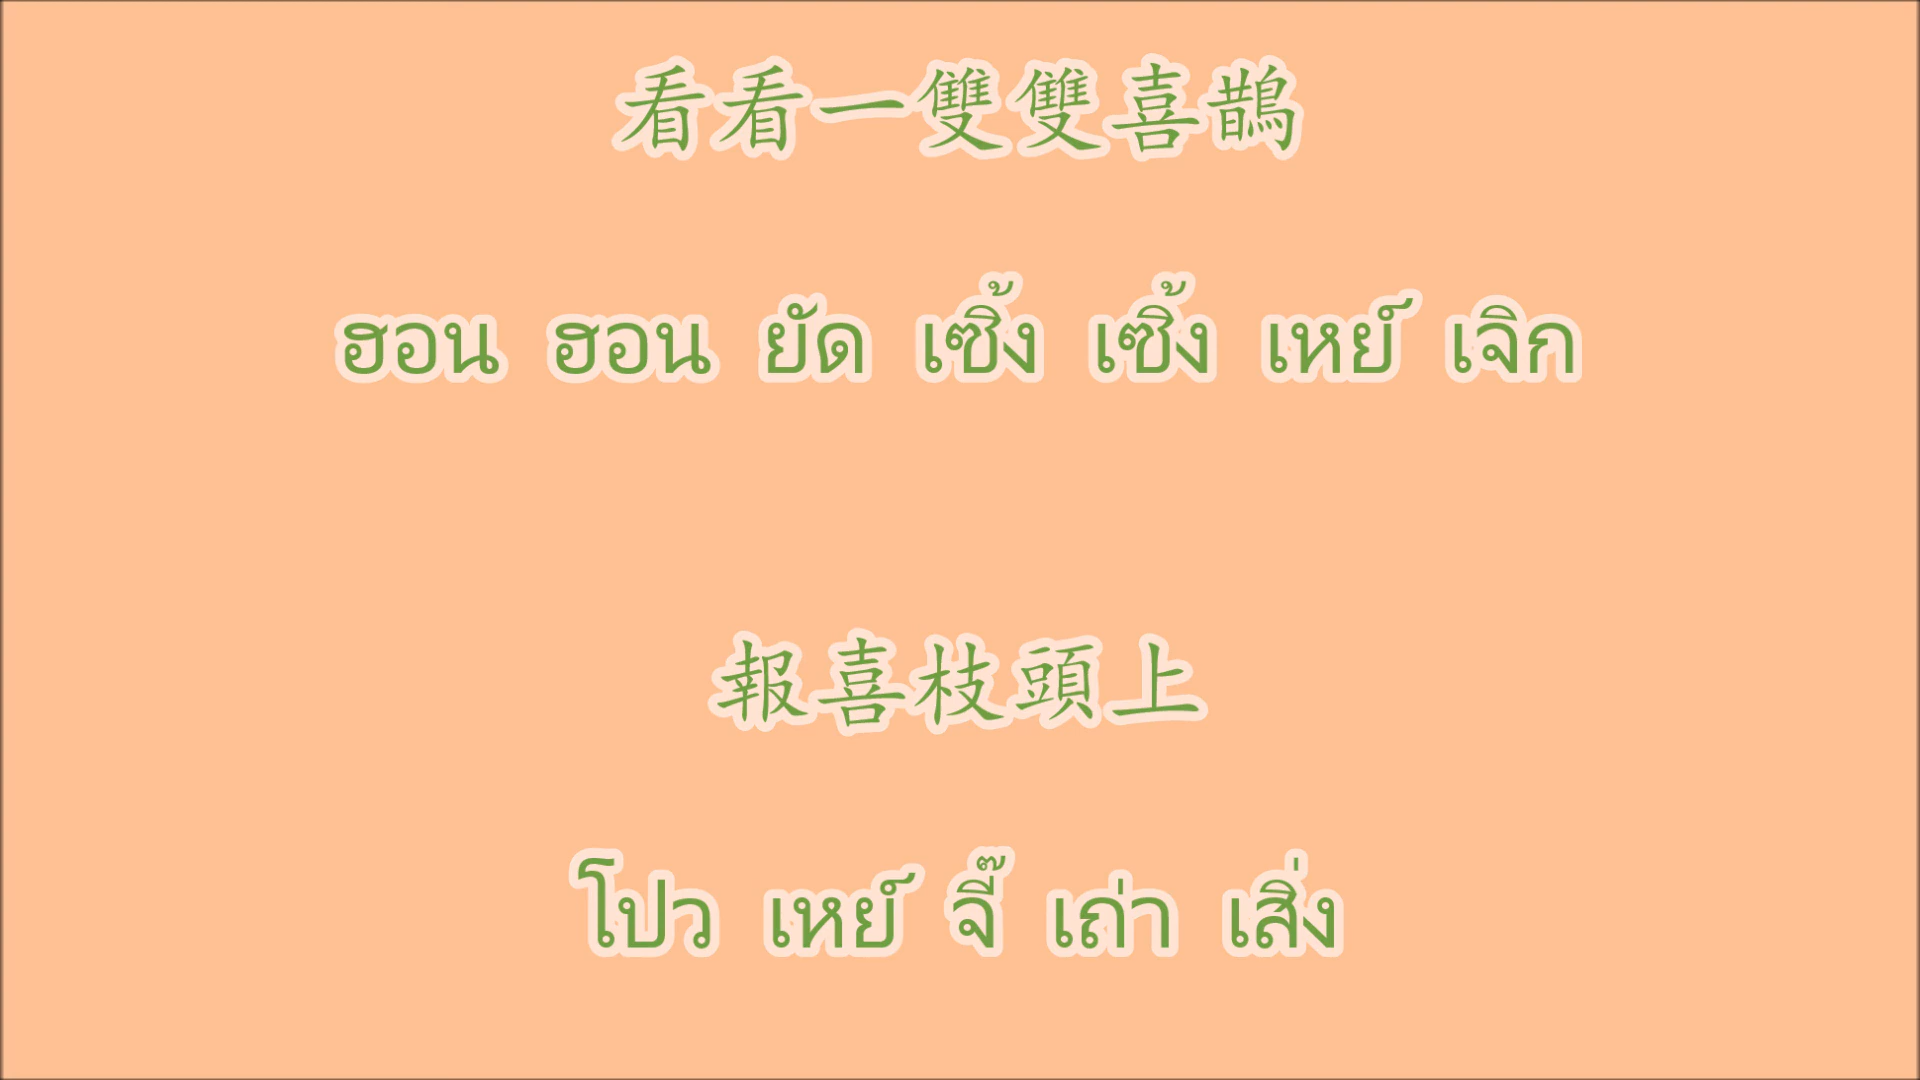 看看一雙雙喜鵲
ฮอน ฮอน ยัด เซิ้ง เซิ้ง เหย์ เจิก
報喜枝頭上
โปว เหย์ จี๊ เถ่า เสิ่ง